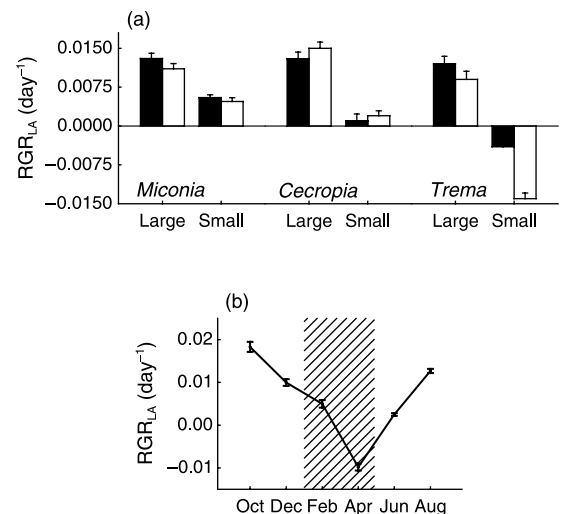 (a)
RGR_LA (day⁻¹)
0.0150
0.0075
0.0000
−0.0075
−0.0150
Miconia Cecropia Trema
Large Small Large Small Large Small
(b)
RGR_LA (day⁻¹)
0.02
0.01
0.00
−0.01
Oct Dec Feb Apr Jun Aug